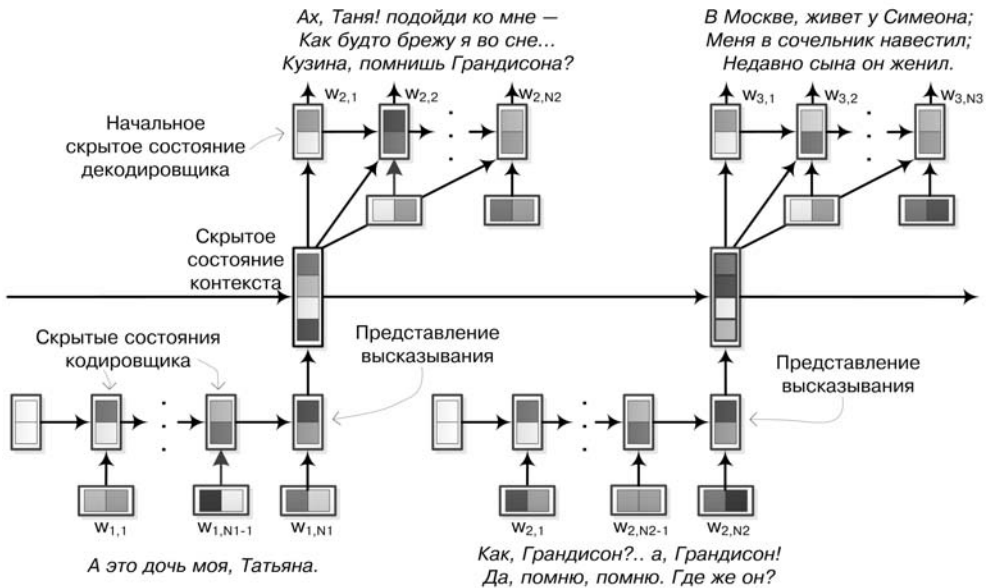 Ах, Таня! подойди ко мне —
Как будто брежу я во сне...
Кузина, помнишь Грандисона?
В Москве, живет у Симеона;
Меня в сочельник навестил;
Недавно сына он женил.
w2,1
w2,2
w2,N2
w3,1
w3,2
w3,N3
Начальное
скрытое состояние
декодировщика
Скрытое
состояние
контекста
Скрытые состояния
кодировщика
Представление
высказывания
Представление
высказывания
w1,1
w1,N1-1
w1,N1
w2,1
w2,N2-1
w2,N2
А это дочь моя, Татьяна.
Как, Грандисон?.. а, Грандисон!
Да, помню, помню. Где же он?